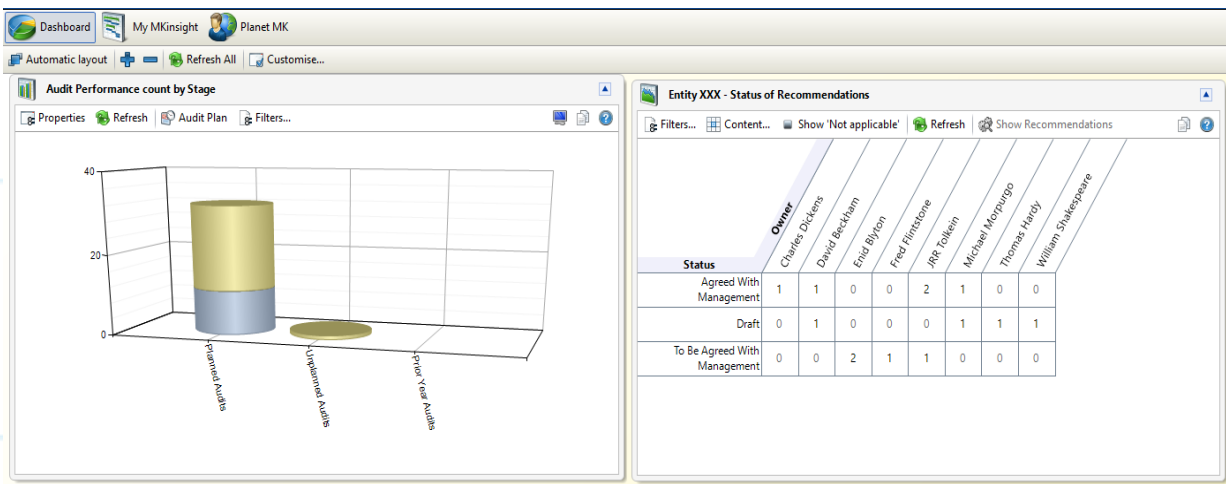 Dashboard My MKinsight Planet MK
Automatic layout Refresh All Customise...
Audit Performance count by Stage
Properties Refresh Audit Plan Filters...
40
20
0
Planned Audits
Unplanned Audits
Prior Year Audits
Entity XXX - Status of Recommendations
Filters... Content... Show 'Not applicable' Refresh Show Recommendations
Status Owner Charles Dickens David Beckham Enid Blyton Fred Flintstone JRR Tolkein Michael Morpurgo Thomas Hardy William Shakespeare
Agreed With
Management 1 1 0 0 2 1 0 0
Draft 0 1 0 0 0 1 1 1
To Be Agreed With
Management 0 0 2 1 1 0 0 0